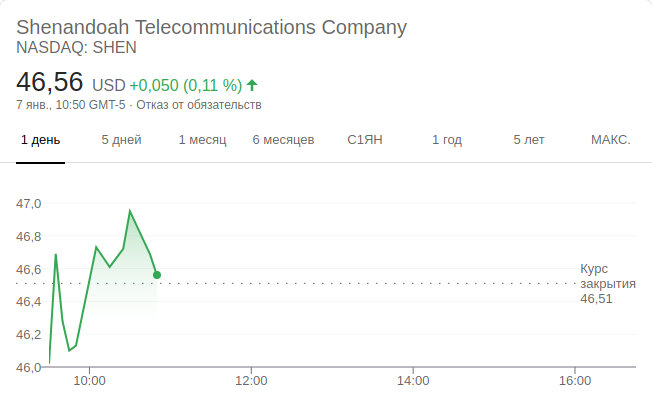 Shenandoah Telecommunications Company
NASDAQ: SHEN
46,56 USD +0,050 (0,11 %)
7 янв., 10:50 GMT-5 · Отказ от обязательств
1 день 5 дней 1 месяц 6 месяцев С1ЯН 1 год 5 лет МАКС.
47,0
46,8
46,6
46,4
46,2
46,0
Курс
закрытия
46,51
10:00 12:00 14:00 16:00